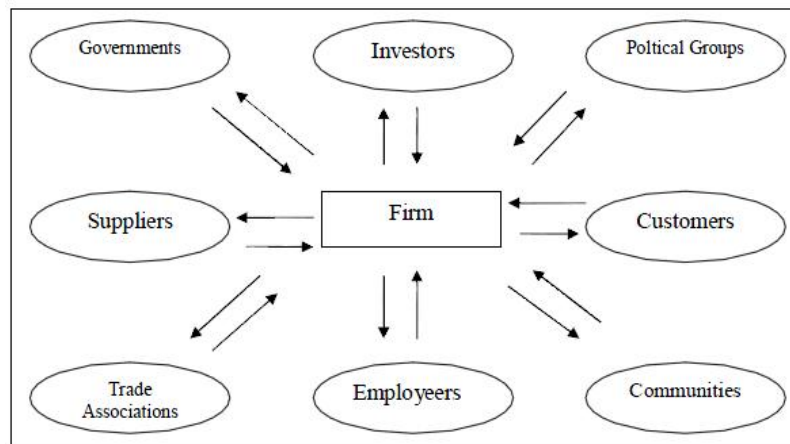 Governments
Investors
Poltical Groups
Suppliers
Firm
Customers
Trade
Associations
Employeers
Communities